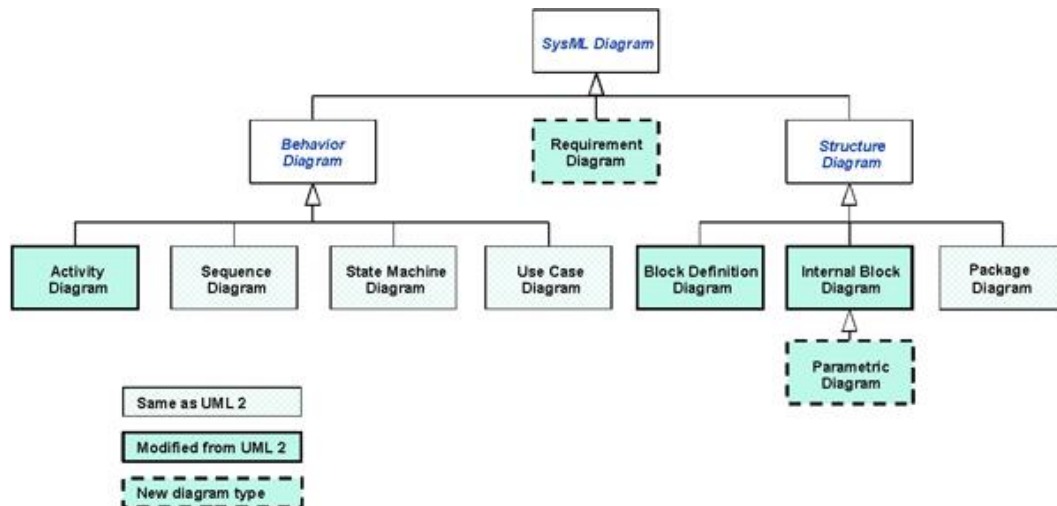 SysML Diagram
Behavior
Diagram
Requirement
Diagram
Structure
Diagram
Activity
Diagram
Sequence
Diagram
State Machine
Diagram
Use Case
Diagram
Block Definition
Diagram
Internal Block
Diagram
Package
Diagram
Parametric
Diagram
Same as UML 2
Modified from UML 2
New diagram type